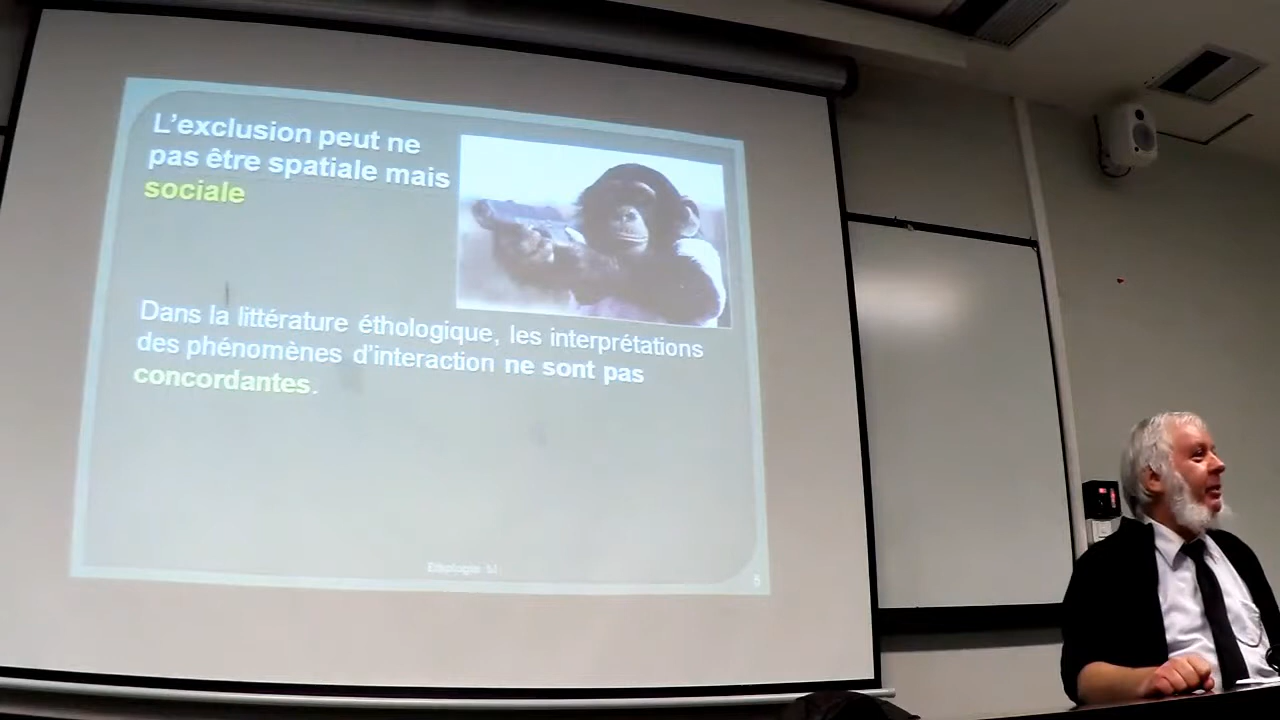 L'exclusion peut ne
pas être spatiale mais
sociale
Dans la littérature éthologique, les interprétations
des phénomènes d'interaction ne sont pas
concordantes.
5